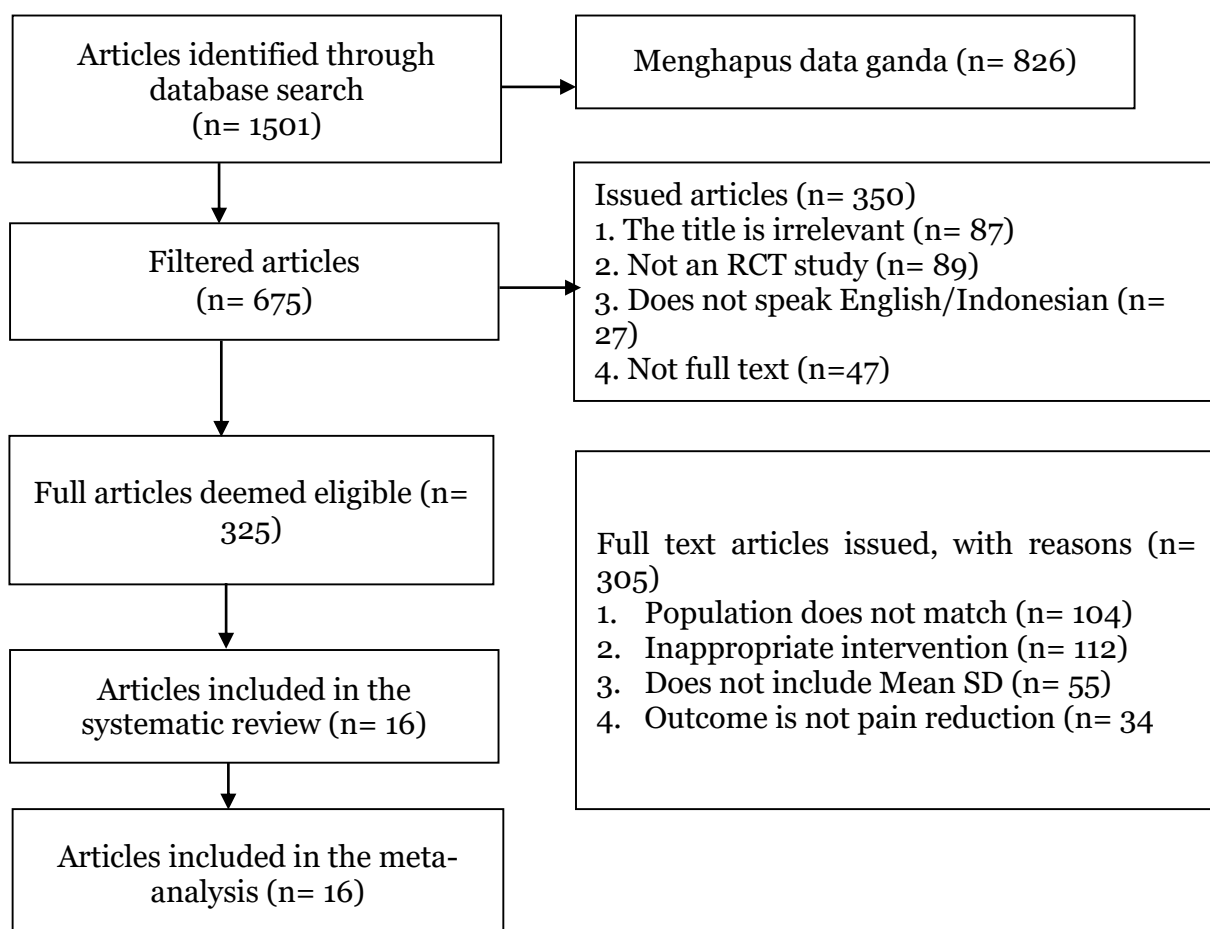 Articles identified through
database search
(n= 1501)
Menghapus data ganda (n= 826)
Filtered articles
(n= 675)
Issued articles (n= 350)
1. The title is irrelevant (n= 87)
2. Not an RCT study (n= 89)
3. Does not speak English/Indonesian (n=
27)
4. Not full text (n=47)
Full articles deemed eligible (n=
325)
Full text articles issued, with reasons (n=
305)
1. Population does not match (n= 104)
2. Inappropriate intervention (n= 112)
3. Does not include Mean SD (n= 55)
4. Outcome is not pain reduction (n= 34
Articles included in the
systematic review (n= 16)
Articles included in the meta-
analysis (n= 16)